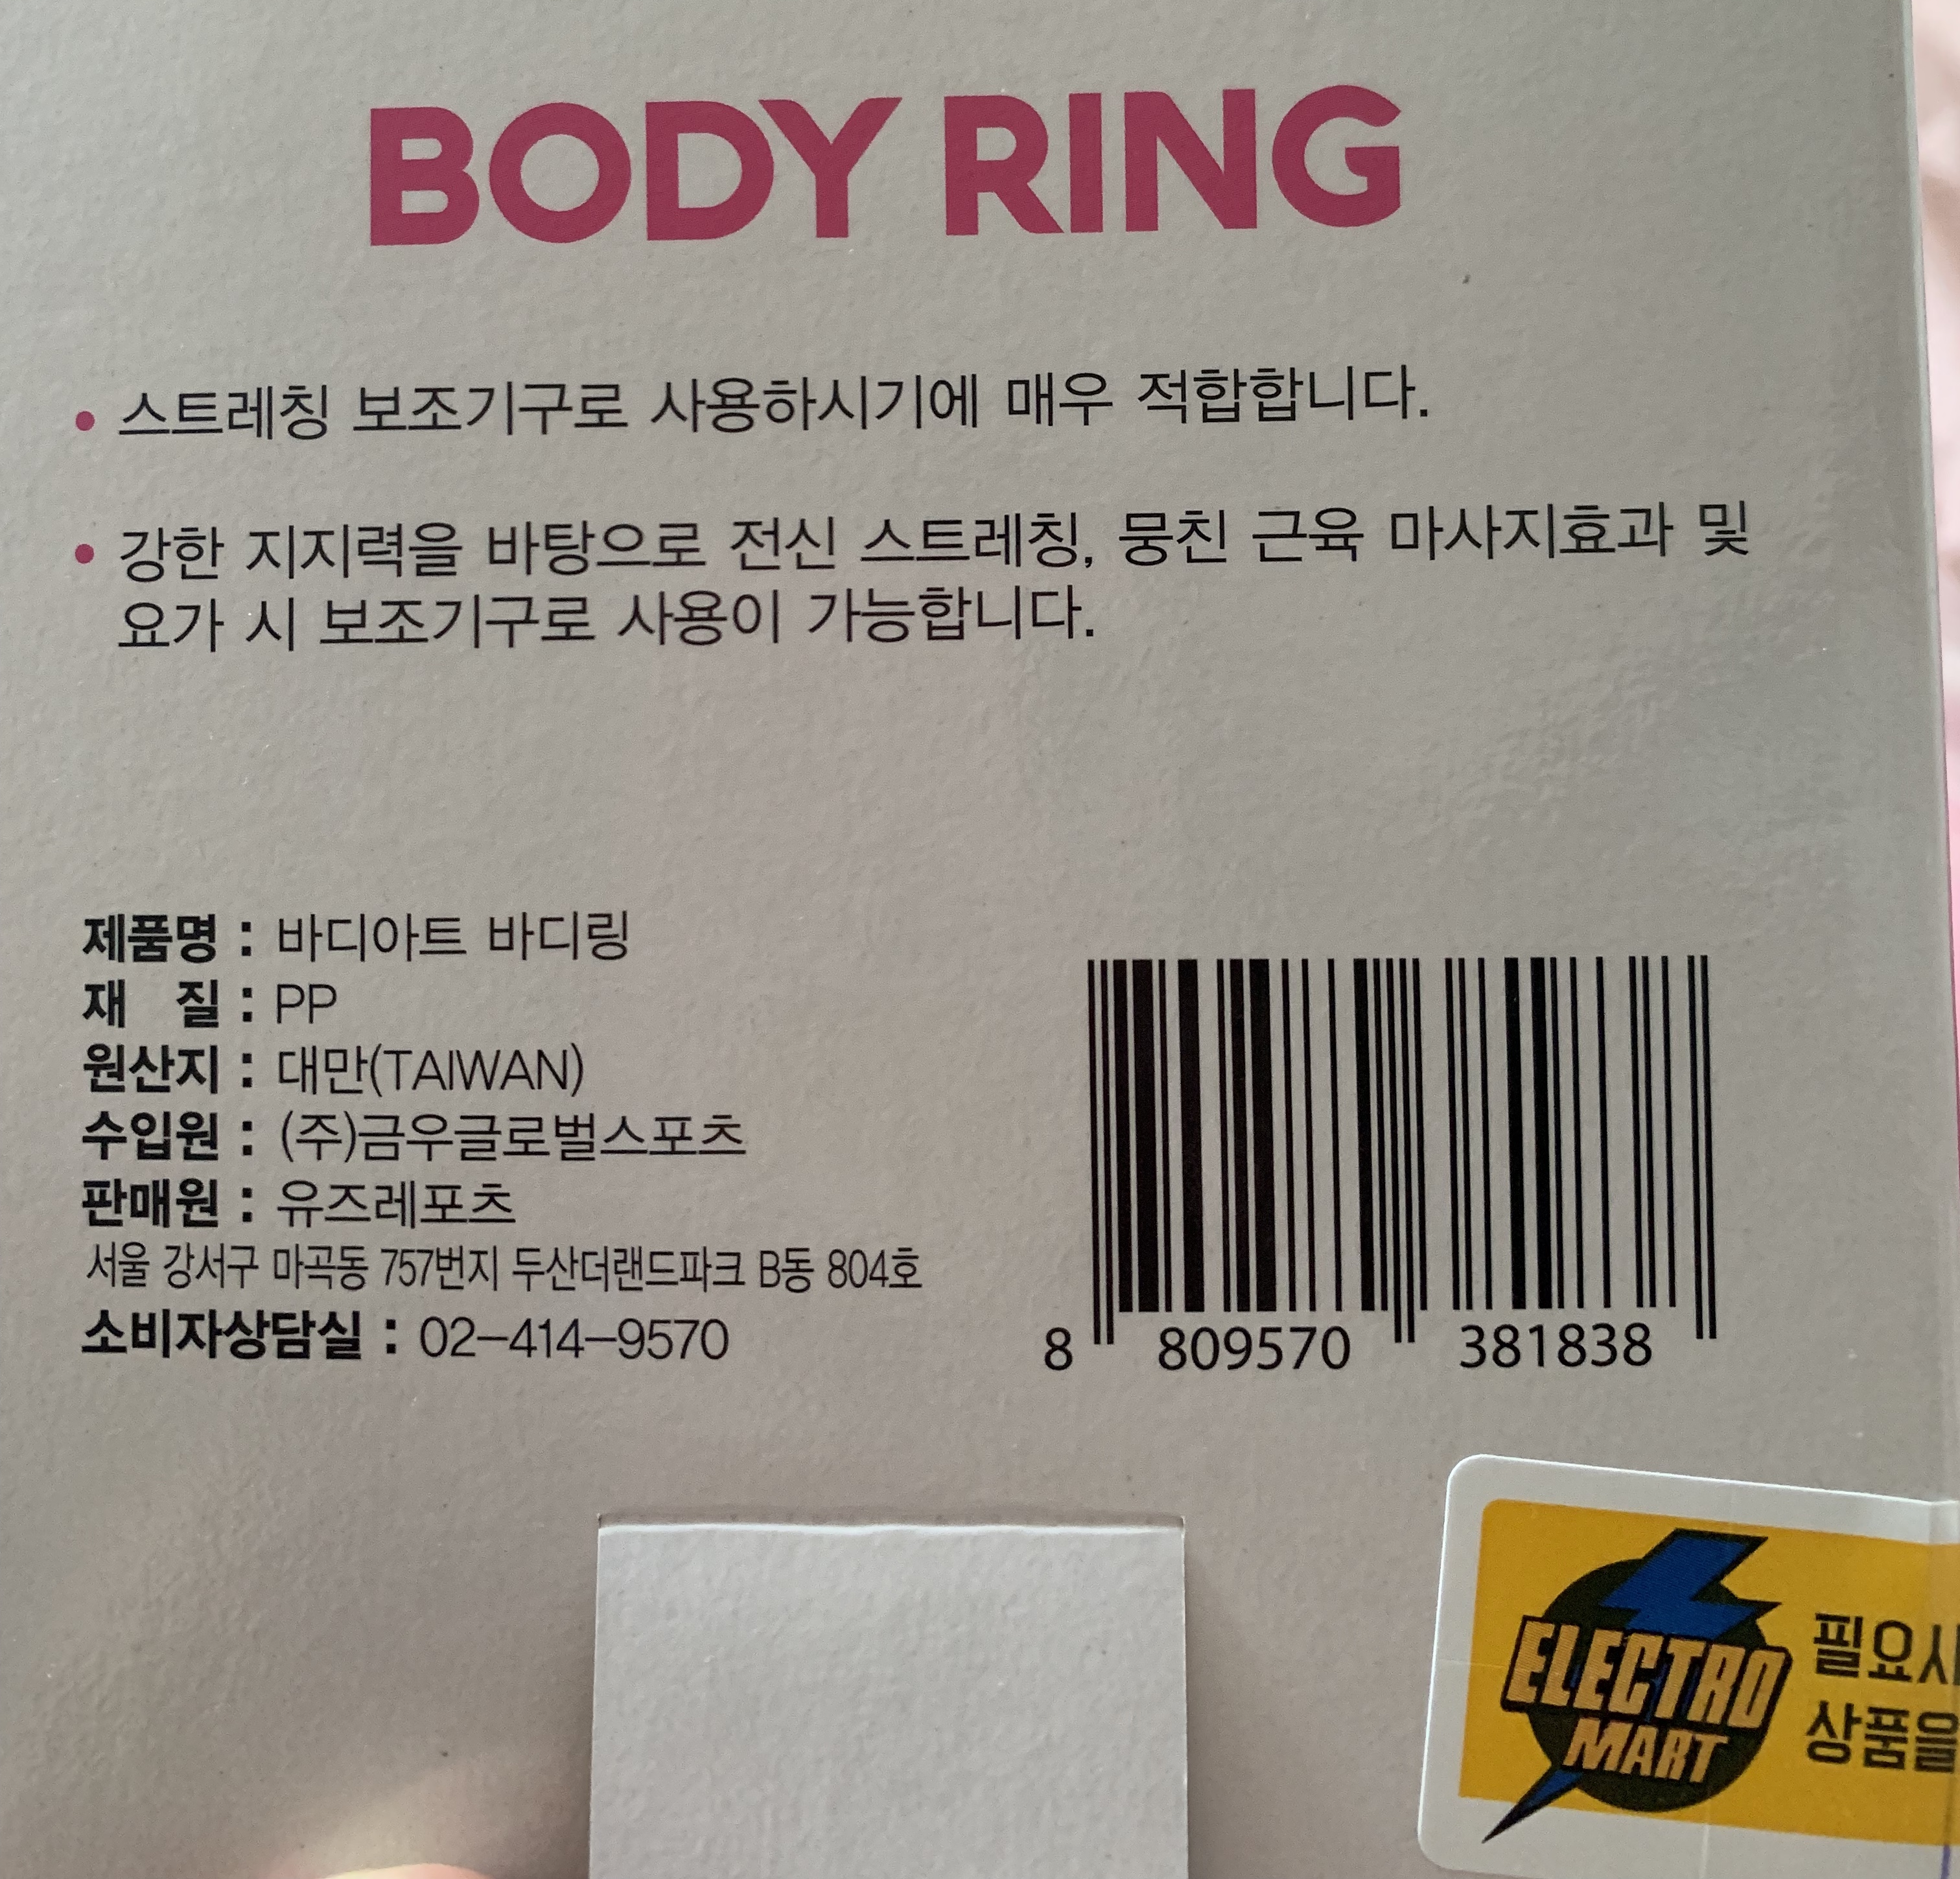 BODY RING
• 스트레칭 보조기구로 사용하시기에 매우 적합합니다.
• 강한 지지력을 바탕으로 전신 스트레칭, 뭉친 근육 마사지효과 및
요가 시 보조기구로 사용이 가능합니다.
제품명 : 바디아트 바디링
재 질 : PP
원산지 : 대만(TAIWAN)
수입원 : (주)금우글로벌스포츠
판매원 : 유즈레포츠
서울 강서구 마곡동 757번지 두산더랜드파크 B동 804호
소비자상담실 : 02-414-9570
8 809570 381838
ELECTRO
MART
필요
상품을